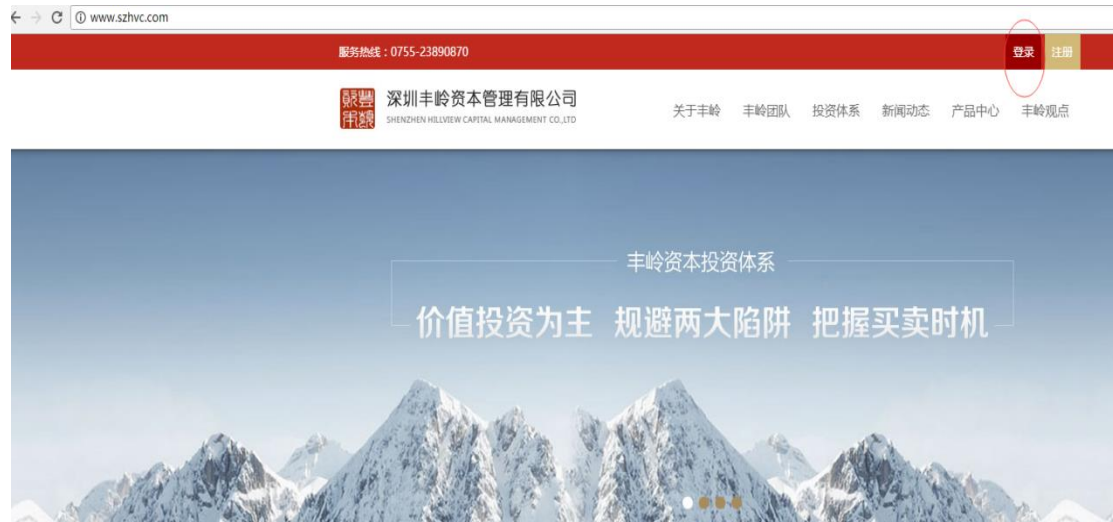 www.szhvc.com
服务热线：0755-23890870
登录 注册
深圳丰岭资本管理有限公司
SHENZHEN HILLVIEW CAPITAL MANAGEMENT CO.,LTD
关于丰岭 丰岭团队 投资体系 新闻动态 产品中心 丰岭观点
丰岭资本投资体系
价值投资为主 规避两大陷阱 把握买卖时机